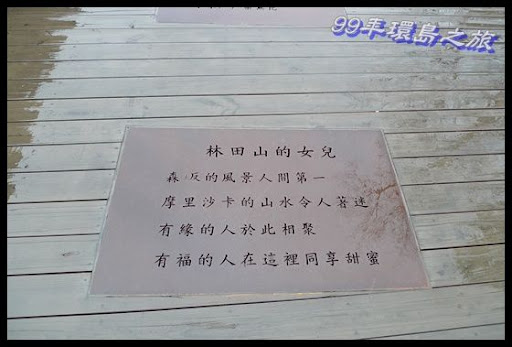 99年環島之旅
林田山的女兒
森坂的風景人間第一
摩里沙卡的山水令人著迷
有緣的人於此相聚
有福的人在這裡同享甜蜜